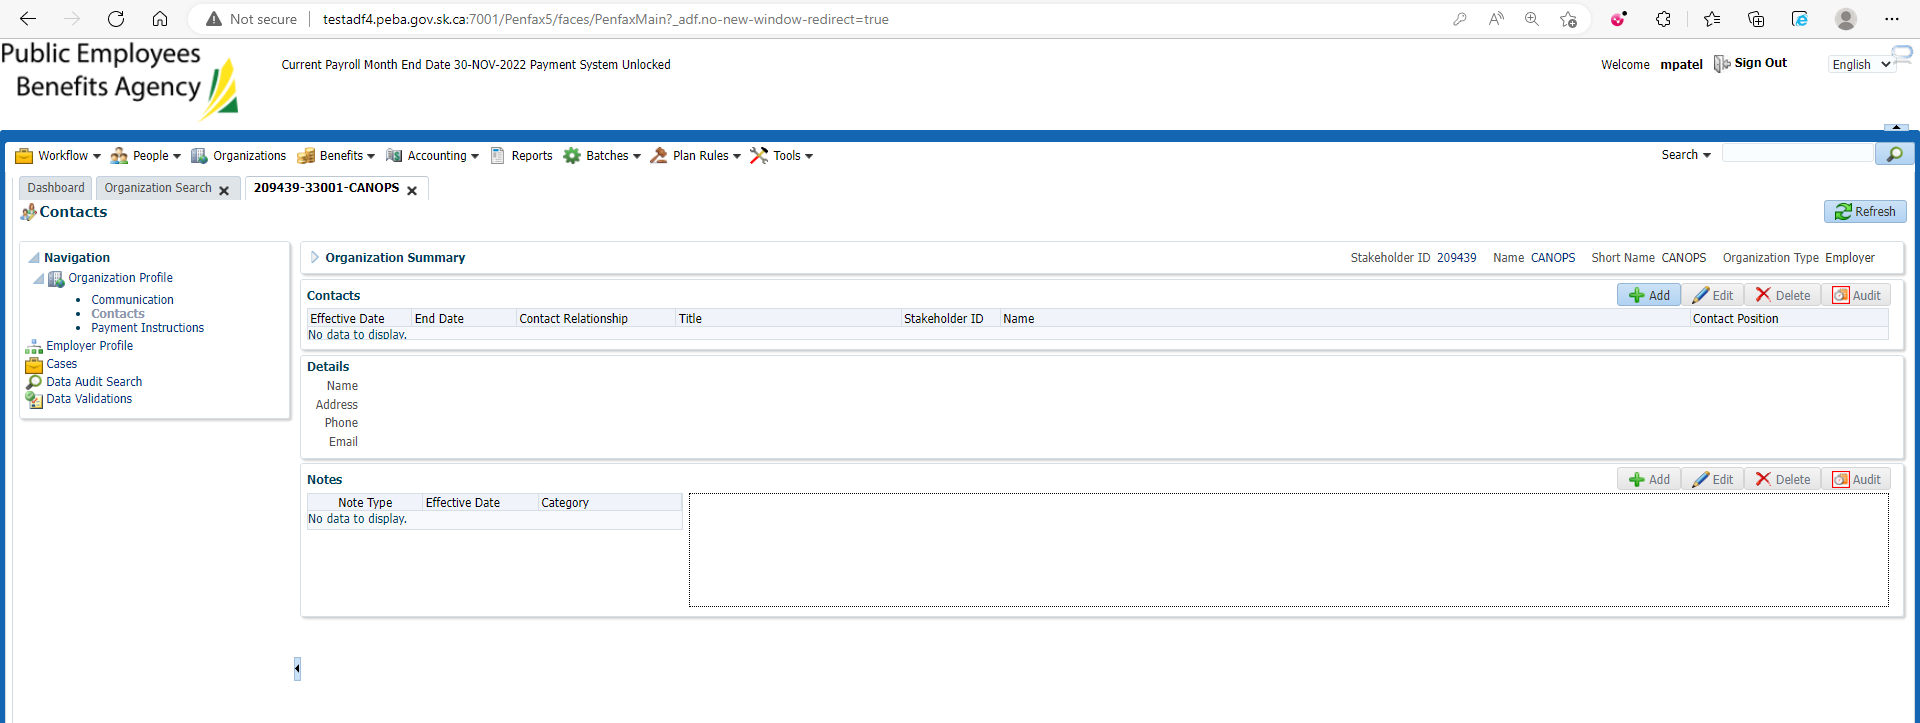 Not secure testadf4.peba.gov.sk.ca:7001/Penfax5/faces/PenfaxMain?_adf.no-new-window-redirect=true
Public Employees
Benefits Agency
Current Payroll Month End Date 30-NOV-2022 Payment System Unlocked
Welcome mpatel Sign Out English
Workflow People Organizations Benefits Accounting Reports Batches Plan Rules Tools Search
Dashboard Organization Search 209439-33001-CANOPS
Contacts Refresh
Navigation
Organization Profile
Communication
Contacts
Payment Instructions
Employer Profile
Cases
Data Audit Search
Data Validations
Organization Summary Stakeholder ID 209439 Name CANOPS Short Name CANOPS Organization Type Employer
Contacts Add Edit Delete Audit
Effective Date End Date Contact Relationship Title Stakeholder ID Name Contact Position
No data to display.
Details
Name
Address
Phone
Email
Notes Add Edit Delete Audit
Note Type Effective Date Category
No data to display.